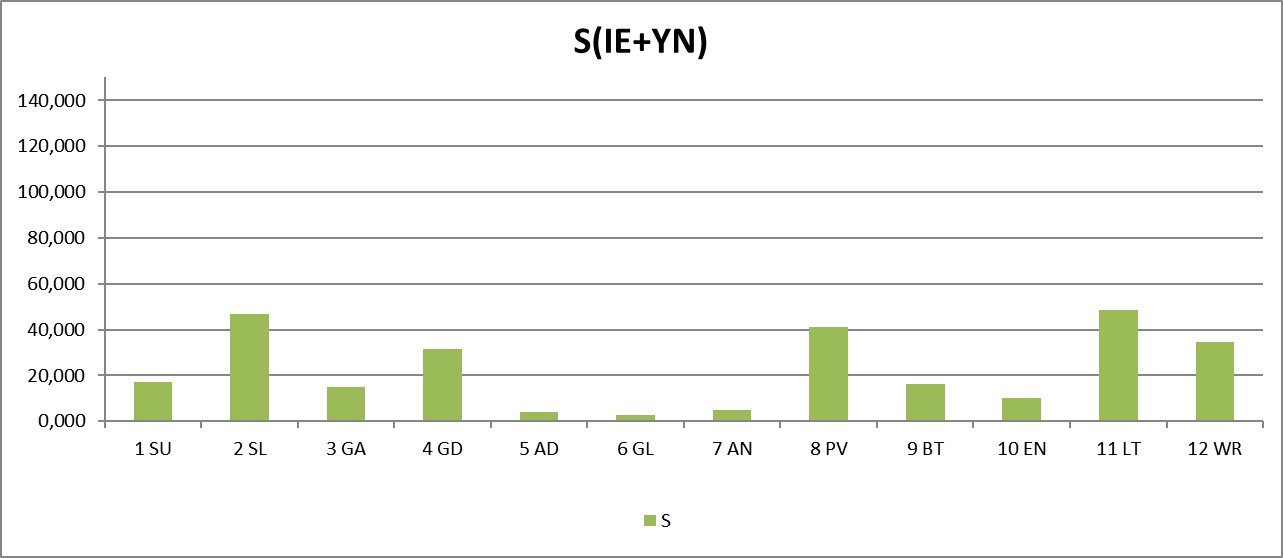 S(IE+YN)
140,000
120,000
100,000
80,000
60,000
40,000
20,000
0,000
1 SU 2 SL 3 GA 4 GD 5 AD 6 GL 7 AN 8 PV 9 BT 10 EN 11 LT 12 WR
S